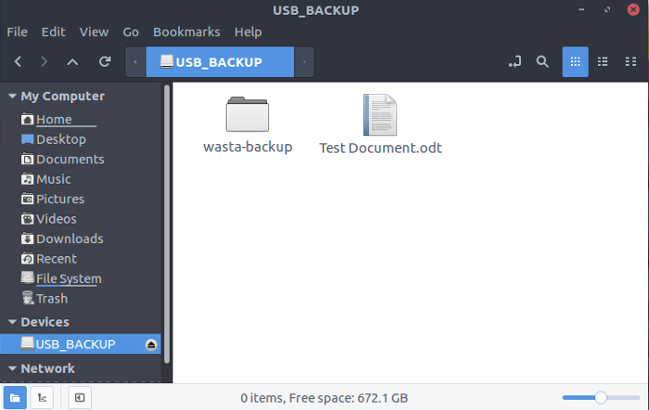 USB_BACKUP
File Edit View Go Bookmarks Help
USB_BACKUP
My Computer
Home
Desktop
Documents
Music
Pictures
Videos
Downloads
Recent
File System
Trash
Devices
USB_BACKUP
Network
wasta-backup
Test Document.odt
0 items, Free space: 672.1 GB